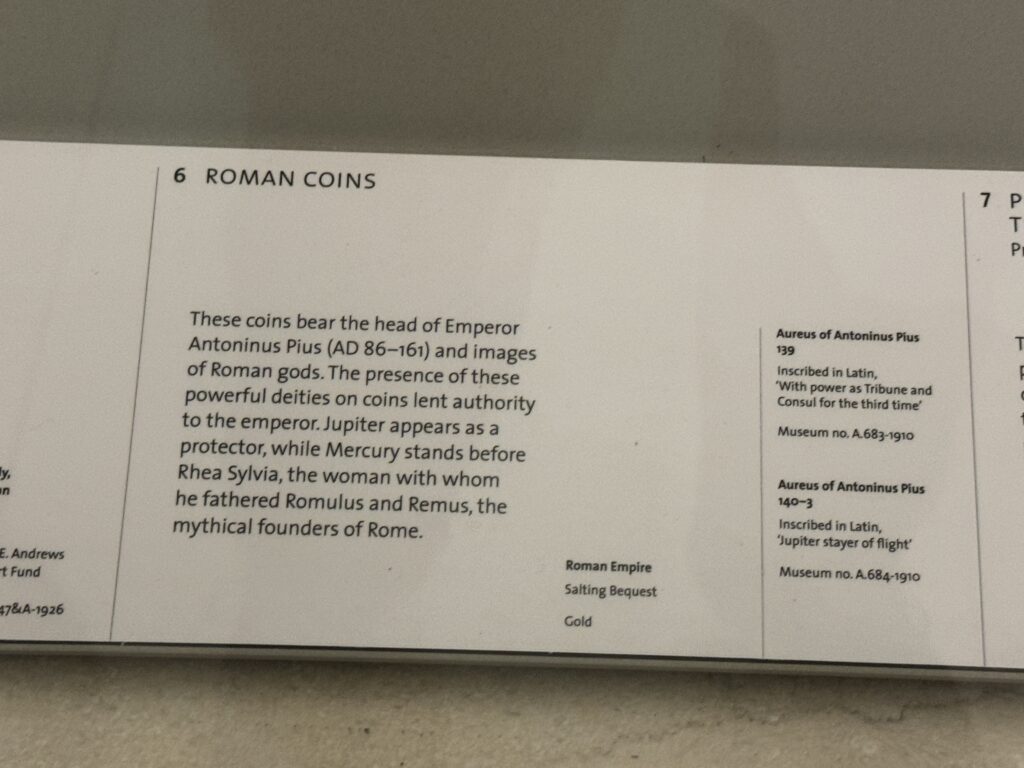 6 ROMAN COINS
These coins bear the head of Emperor
Antoninus Pius (AD 86–161) and images
of Roman gods. The presence of these
powerful deities on coins lent authority
to the emperor. Jupiter appears as a
protector, while Mercury stands before
Rhea Sylvia, the woman with whom
he fathered Romulus and Remus, the
mythical founders of Rome.
Roman Empire
Salting Bequest
Gold
Aureus of Antoninus Pius
139
Inscribed in Latin,
'With power as Tribune and
Consul for the third time'
Museum no. A.683-1910
Aureus of Antoninus Pius
140–3
Inscribed in Latin,
'Jupiter stayer of flight'
Museum no. A.684-1910
E. Andrews
Fund
47&A-1926
7